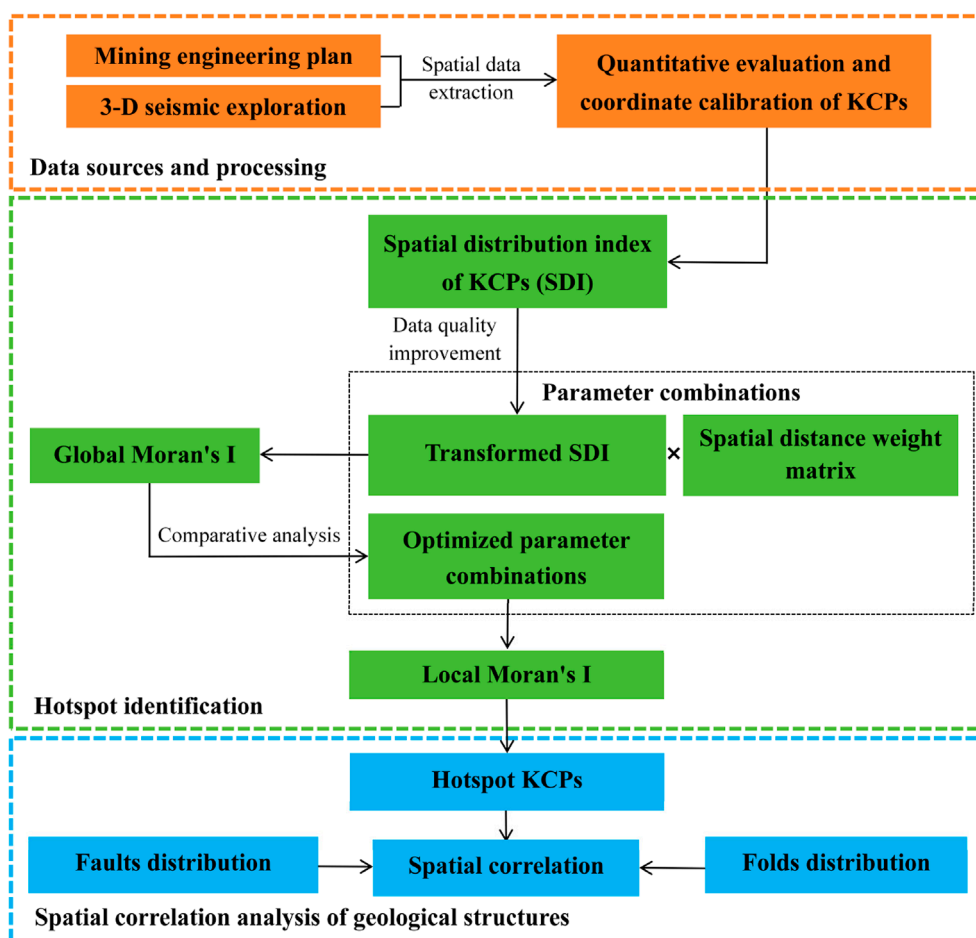 Mining engineering plan
3-D seismic exploration
Spatial data
extraction
Quantitative evaluation and
coordinate calibration of KCPs
Data sources and processing
Spatial distribution index
of KCPs (SDI)
Data quality
improvement
Parameter combinations
Global Moran's I
Transformed SDI
×
Spatial distance weight
matrix
Comparative analysis
Optimized parameter
combinations
Local Moran's I
Hotspot identification
Hotspot KCPs
Faults distribution
Spatial correlation
Folds distribution
Spatial correlation analysis of geological structures